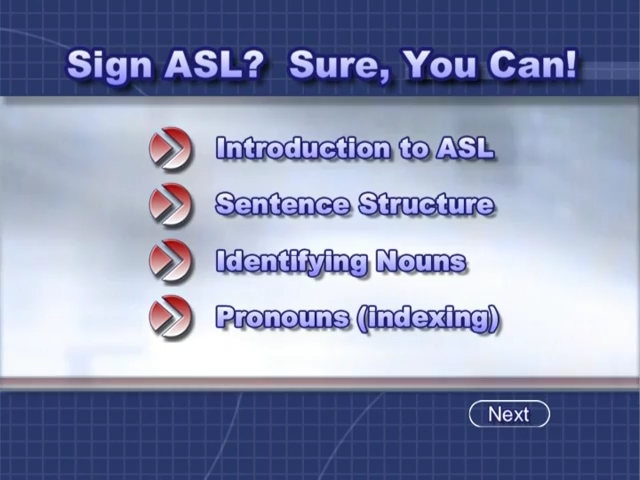 Sign ASL? Sure, You Can!
Introduction to ASL
Sentence Structure
Identifying Nouns
Pronouns (indexing)
Next